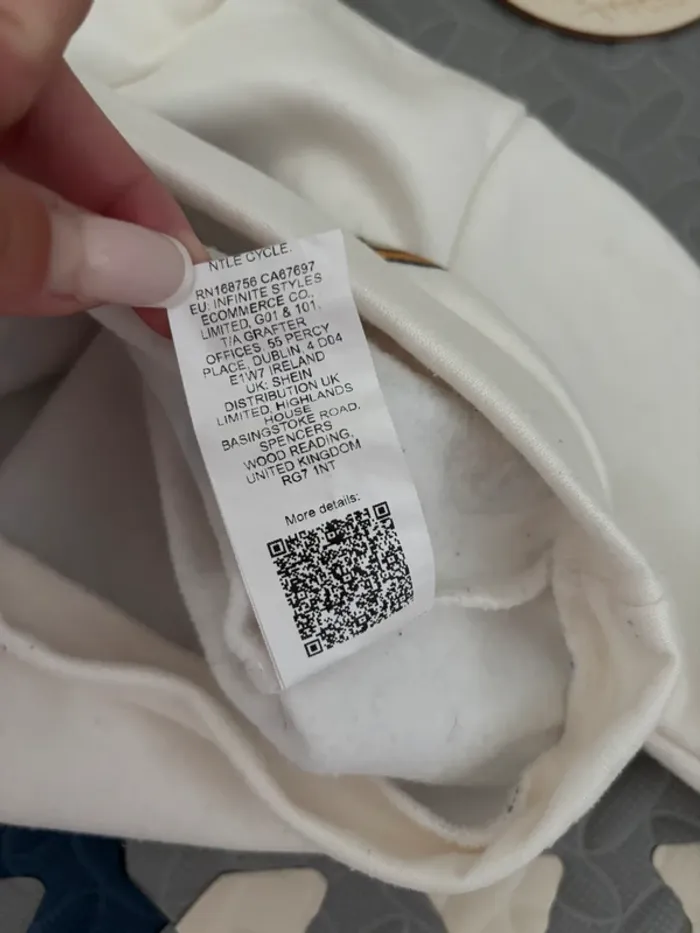 NTLE CYCLE.
RN168756 CA67697
EU: INFINITE STYLES
ECOMMERCE CO.,
LIMITED, G01 & 101,
T/A GRAFTER
OFFICES, 55 PERCY
PLACE, DUBLIN, 4 D04
E1W7 IRELAND
UK: SHEIN
DISTRIBUTION UK
LIMITED, HIGHLANDS
HOUSE
BASINGSTOKE ROAD,
SPENCERS
WOOD READING,
UNITED KINGDOM
RG7 1NT
More details: